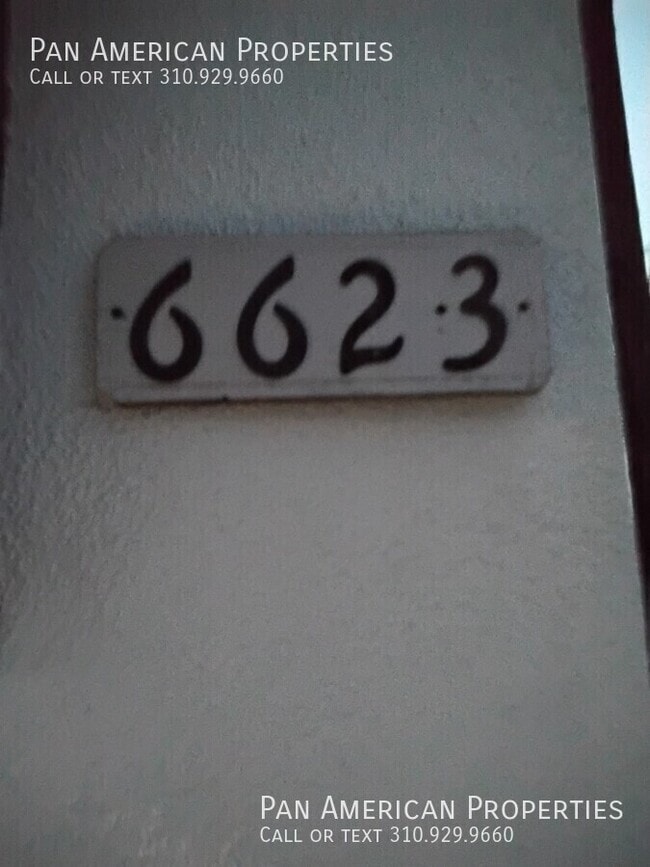 Pan American Properties
Call or text 310.929.9660
6623
Pan American Properties
Call or text 310.929.9660